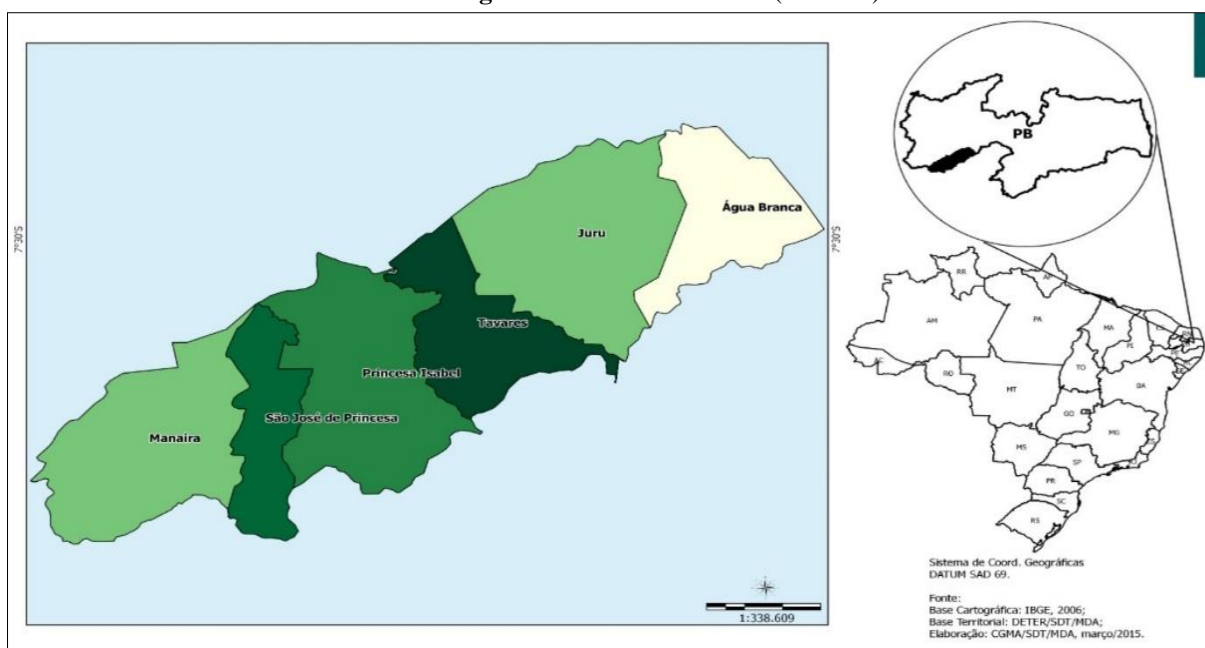 PB
Água Branca
Juru
7°30'S
7°30'S
Tavares
Princesa Isabel
São José de Princesa
Manaira
RR
AP
AM
PA
MA
PI
AC
TO
RO
BA
MT
GO
MG
MS
SP
PR
SC
RS
Sistema de Coord. Geográficas
DATUM SAD 69.
Fonte:
Base Cartográfica: IBGE, 2006;
Base Territorial: DETER/SDT/MDA;
Elaboração: CGMA/SDT/MDA, março/2015.
1:338.609